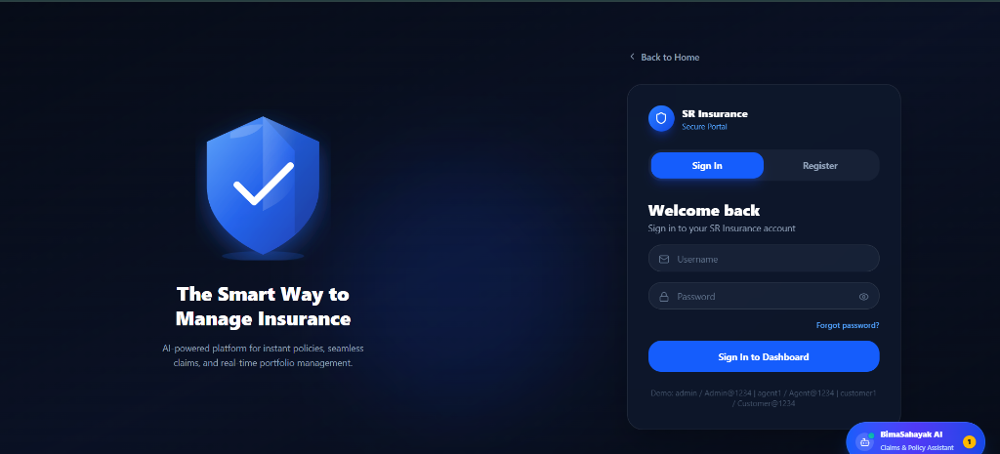 Back to Home
SR Insurance
Secure Portal
Sign In
Register
Welcome back
Sign in to your SR Insurance account
Username
Password
Forgot password?
Sign In to Dashboard
Demo: admin / Admin@1234 | agent1 / Agent@1234 | customer1
/ Customer@1234
The Smart Way to
Manage Insurance
AI-powered platform for instant policies, seamless
claims, and real-time portfolio management.
BimaSahayak AI
Claims & Policy Assistant
1